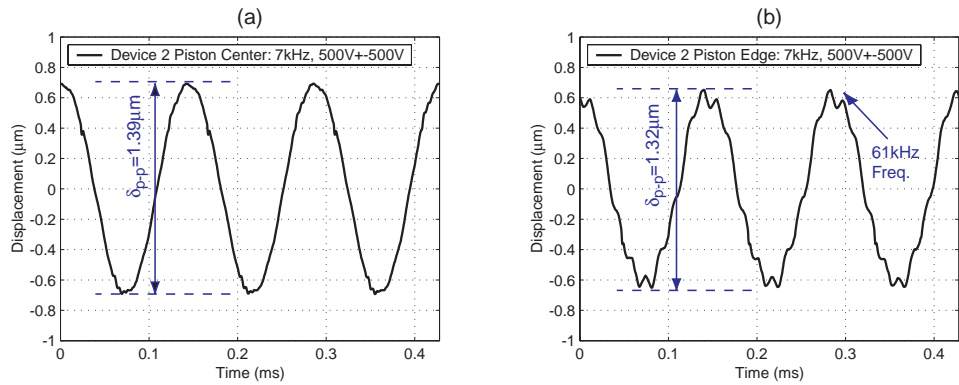 (a)
Device 2 Piston Center: 7kHz, 500V+-500V
1
0.8
0.6
0.4
0.2
0
-0.2
-0.4
-0.6
-0.8
-1
Displacement (μm)
δp-p=1.39μm
0
0.1
0.2
0.3
0.4
Time (ms)
(b)
Device 2 Piston Edge: 7kHz, 500V+-500V
1
0.8
0.6
0.4
0.2
0
-0.2
-0.4
-0.6
-0.8
-1
Displacement (μm)
δp-p=1.32μm
61kHz
Freq.
0
0.1
0.2
0.3
0.4
Time (ms)